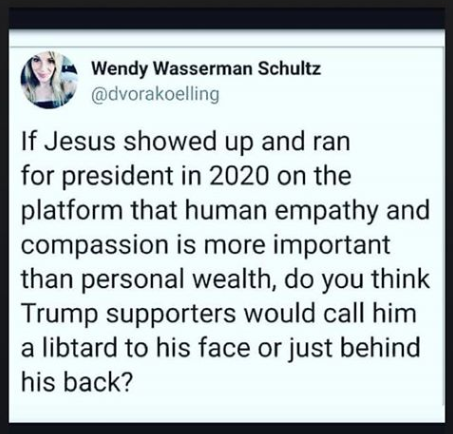 Wendy Wasserman Schultz
@dvorakoelling
If Jesus showed up and ran
for president in 2020 on the
platform that human empathy and
compassion is more important
than personal wealth, do you think
Trump supporters would call him
a libtard to his face or just behind
his back?